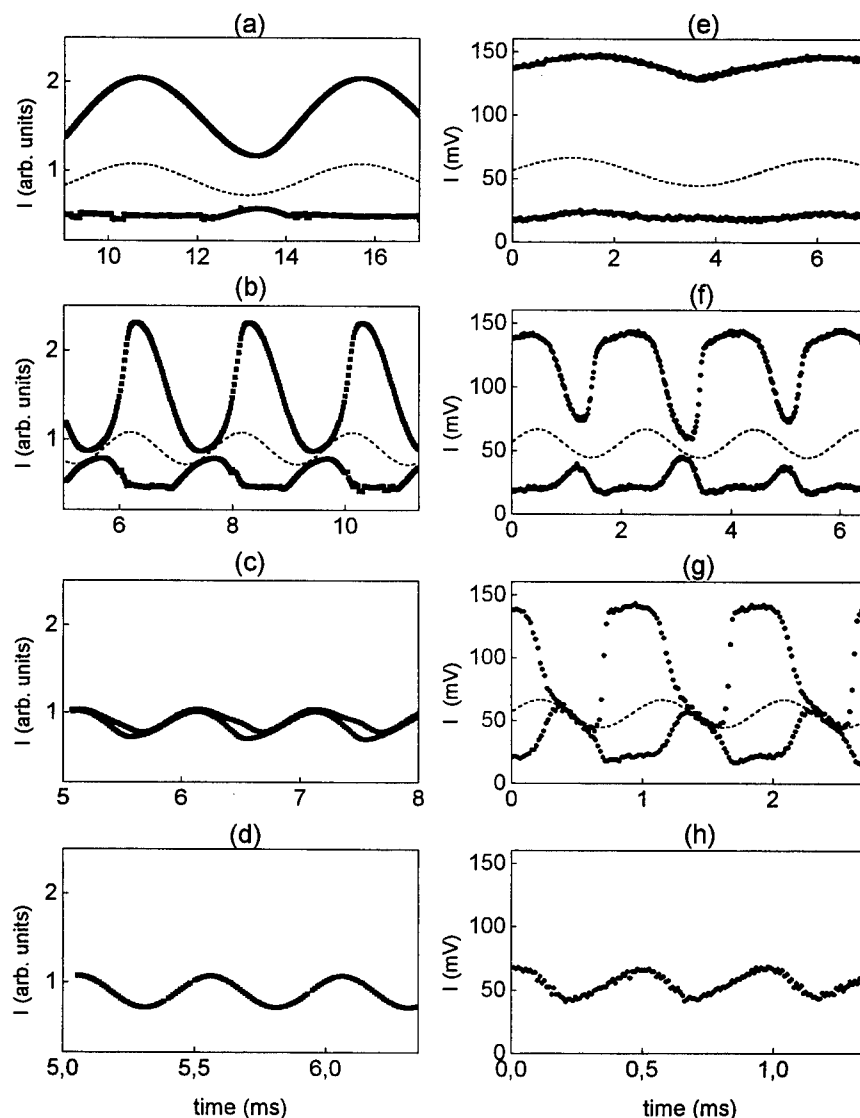 (a)
I (arb. units)
2
1
10 12 14 16
(b)
I (arb. units)
2
1
6 8 10
(c)
I (arb. units)
2
1
5 6 7 8
(d)
I (arb. units)
2
1
5,0 5,5 6,0
time (ms)
(e)
I (mV)
150
100
50
0
0 2 4 6
(f)
I (mV)
150
100
50
0
0 2 4 6
(g)
I (mV)
150
100
50
0
0 1 2
(h)
I (mV)
150
100
50
0
0,0 0,5 1,0
time (ms)